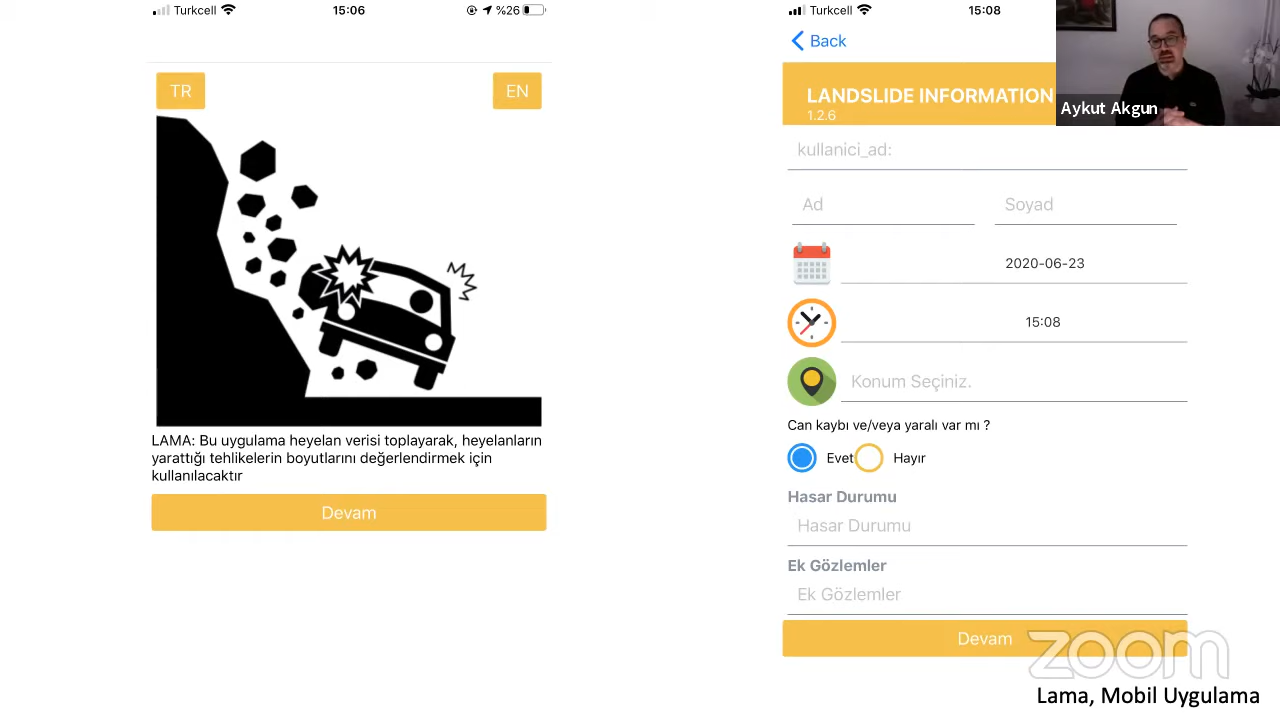 Turkcell 15:06 %26
TR
EN
LAMA: Bu uygulama heyelan verisi toplayarak, heyelanların
yarattığı tehlikelerin boyutlarını değerlendirmek için
kullanılacaktır
Devam
Turkcell 15:08
Back
LANDSLIDE INFORMATION
1.2.6
kullanici_ad:
Ad Soyad
2020-06-23
15:08
Konum Seçiniz.
Can kaybı ve/veya yaralı var mı ?
Evet Hayır
Hasar Durumu
Hasar Durumu
Ek Gözlemler
Ek Gözlemler
Devam
Aykut Akgun
zoom
Lama, Mobil Uygulama